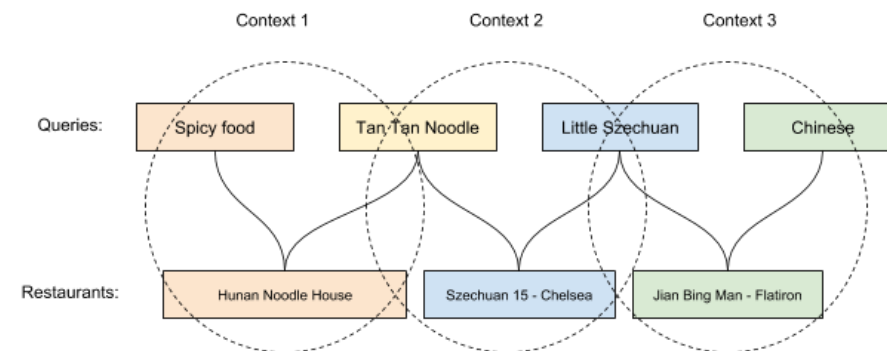 Context 1 Context 2 Context 3
Queries: Spicy food Tan Tan Noodle Little Szechuan Chinese
Restaurants: Hunan Noodle House Szechuan 15 - Chelsea Jian Bing Man - Flatiron